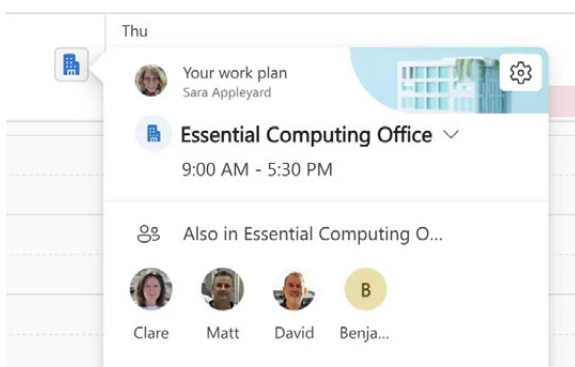 Thu
Your work plan
Sara Appleyard
Essential Computing Office
9:00 AM - 5:30 PM
Also in Essential Computing O...
Clare Matt David B Benja...